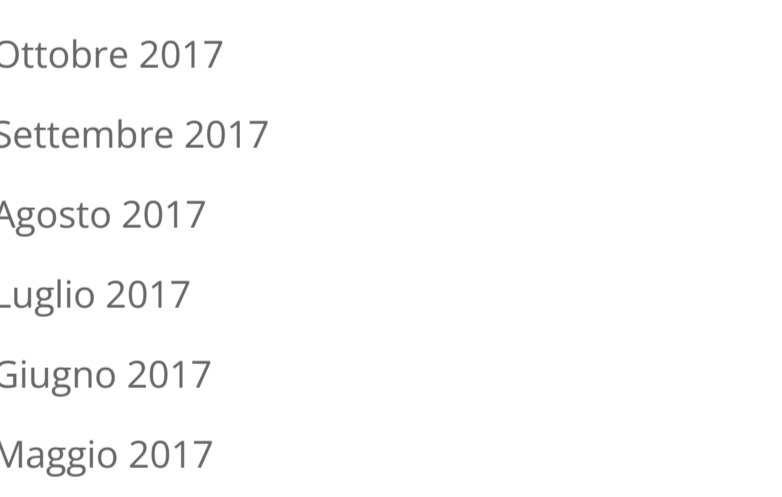 Ottobre 2017
Settembre 2017
Agosto 2017
Luglio 2017
Giugno 2017
Maggio 2017